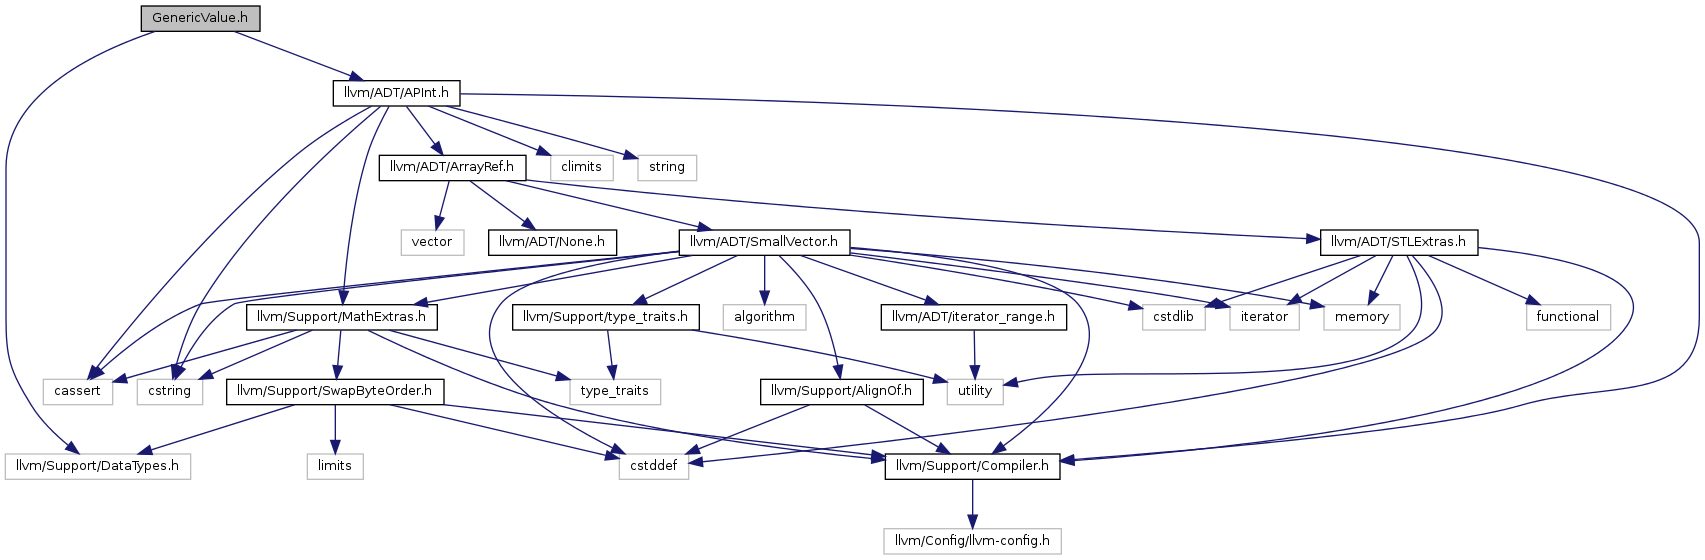 GenericValue.h
llvm/ADT/APInt.h
llvm/ADT/ArrayRef.h
climits
string
vector
llvm/ADT/None.h
llvm/ADT/SmallVector.h
llvm/ADT/STLExtras.h
llvm/Support/MathExtras.h
llvm/Support/type_traits.h
algorithm
llvm/ADT/iterator_range.h
cstdlib
iterator
memory
functional
cassert
cstring
llvm/Support/SwapByteOrder.h
type_traits
llvm/Support/AlignOf.h
utility
llvm/Support/DataTypes.h
limits
cstddef
llvm/Support/Compiler.h
llvm/Config/llvm-config.h